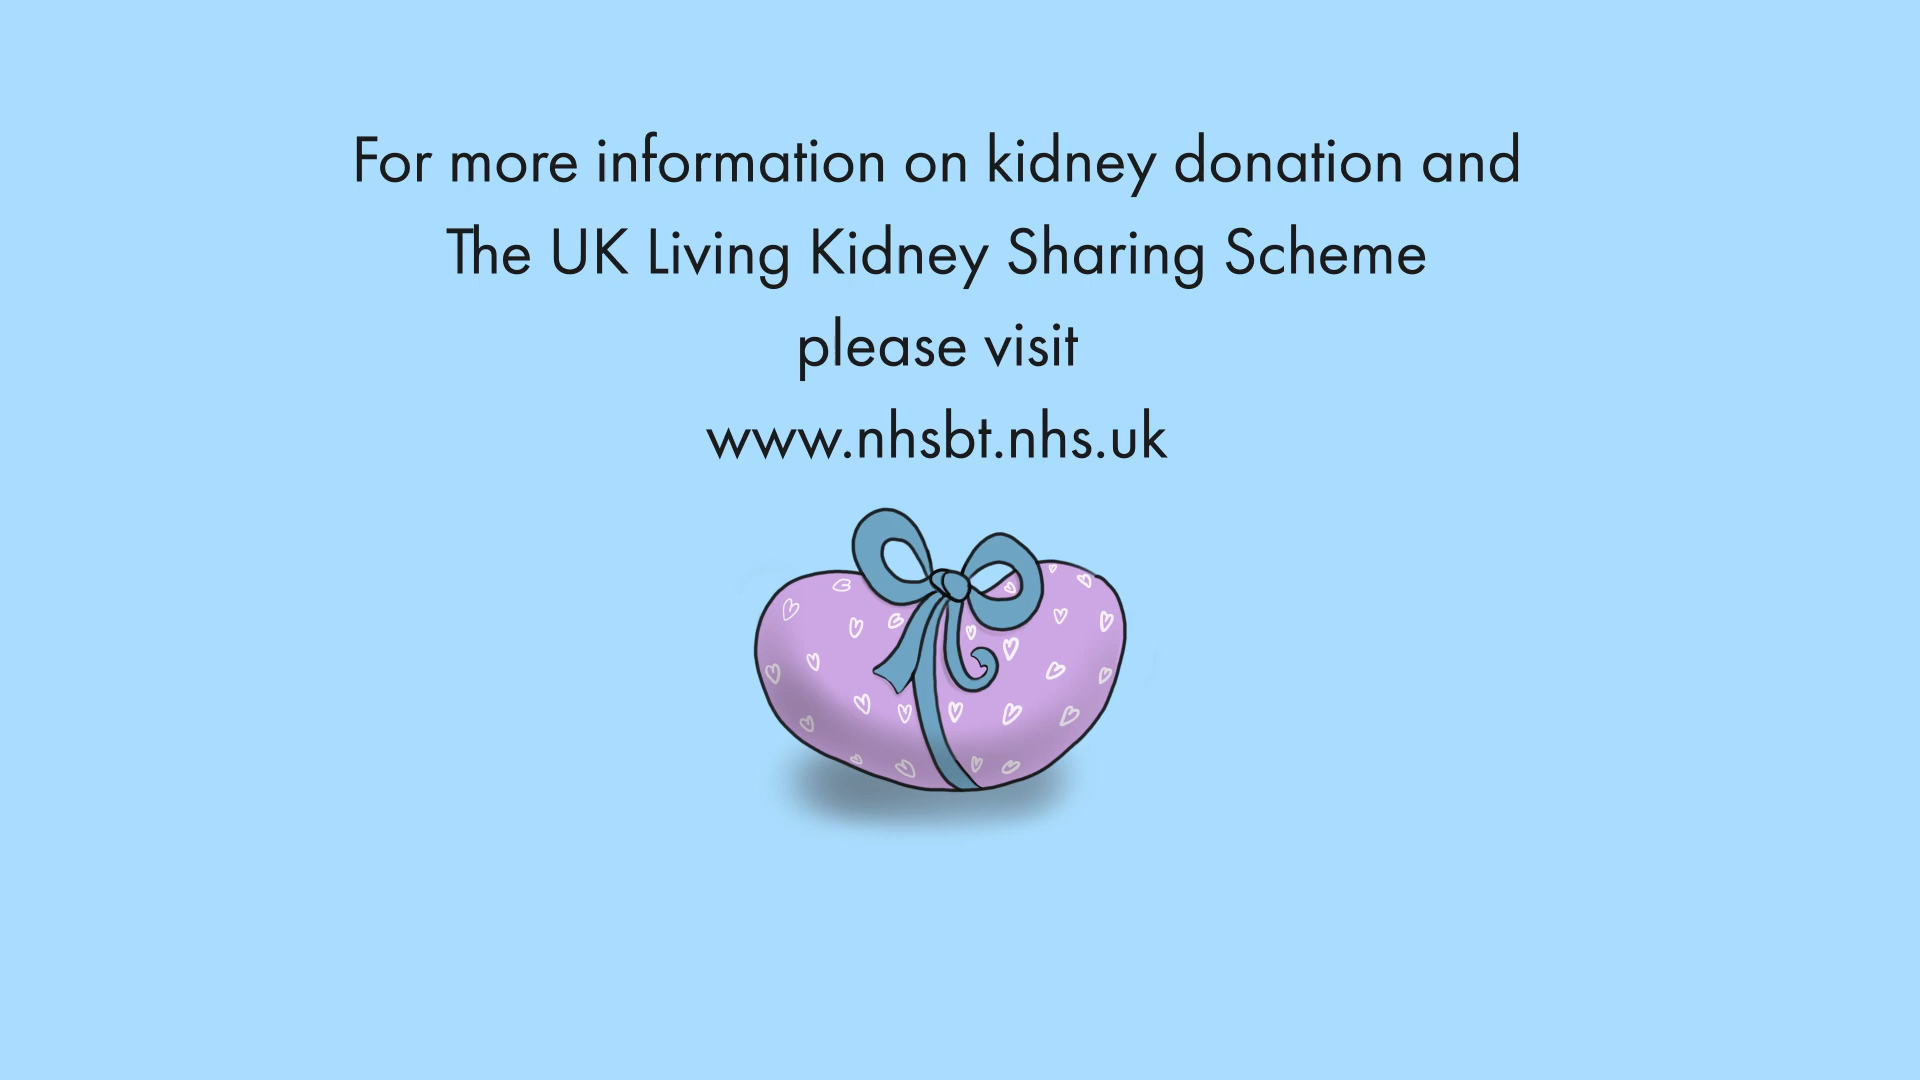 For more information on kidney donation and
The UK Living Kidney Sharing Scheme
please visit
www.nhsbt.nhs.uk